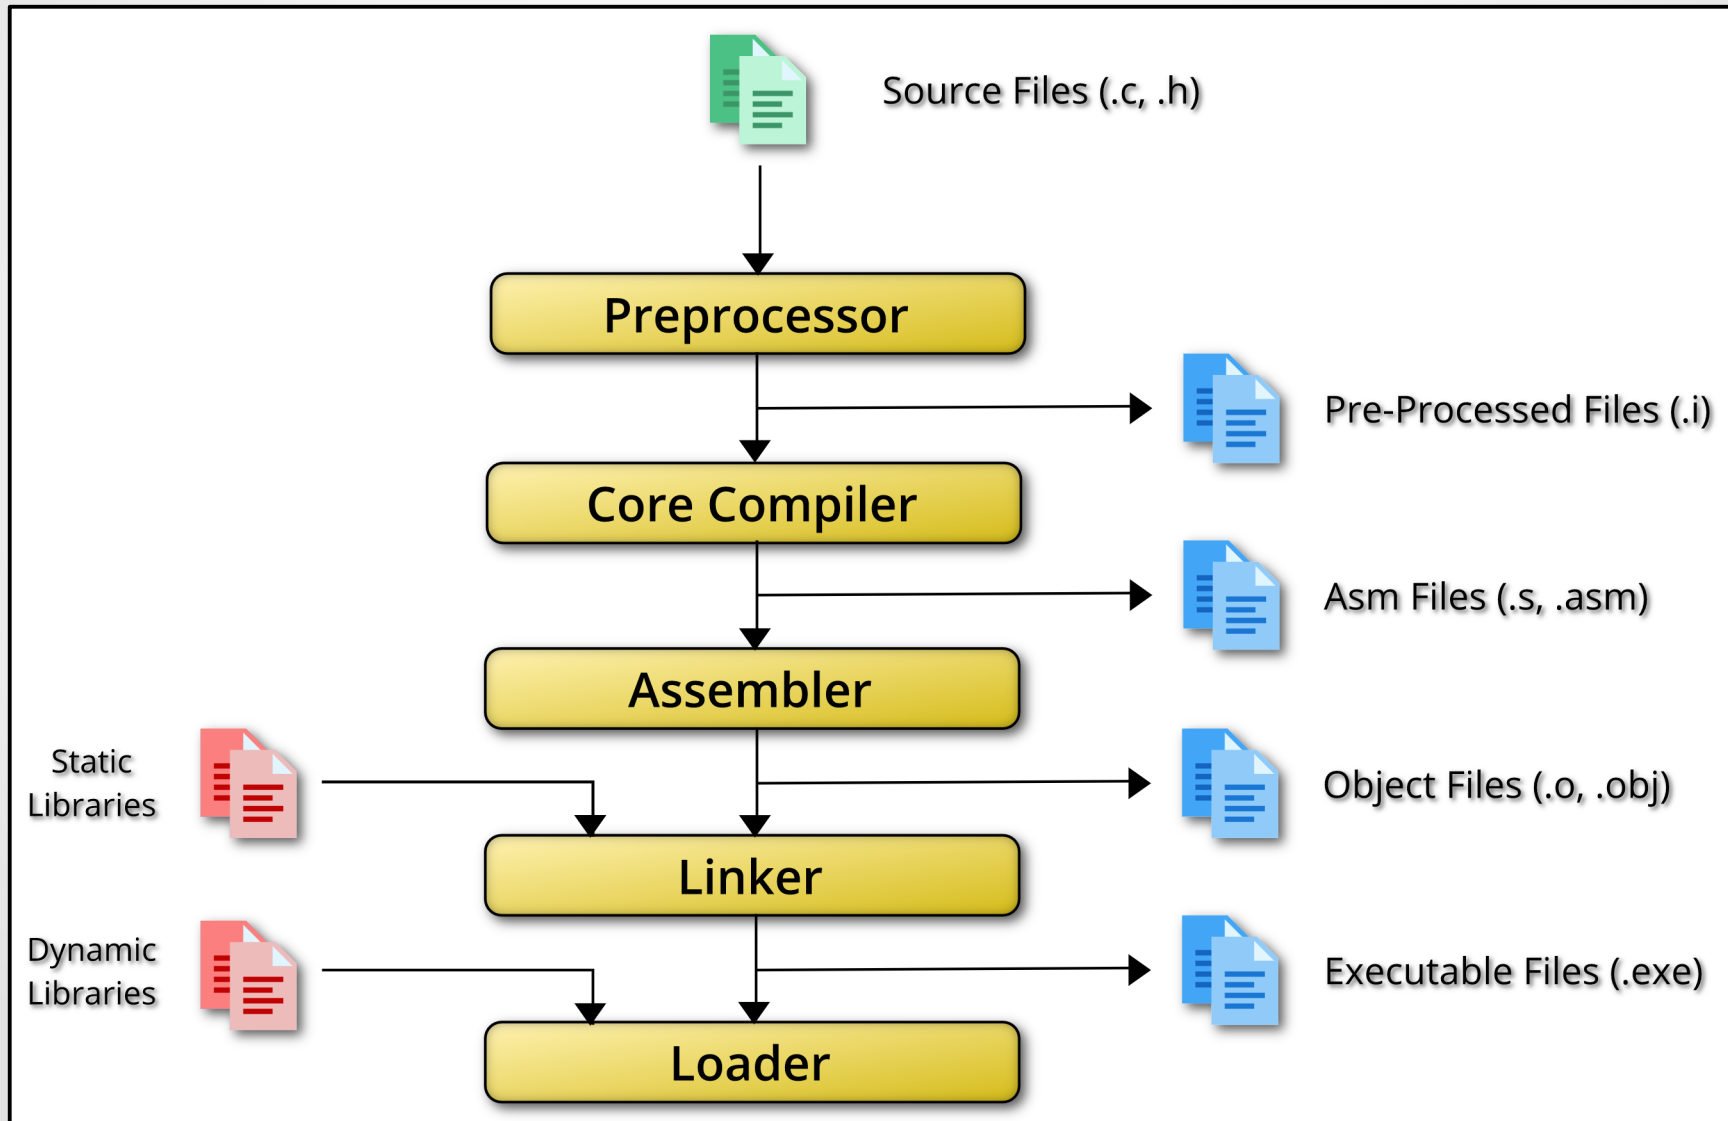 Source Files (.c, .h)
Preprocessor
Pre-Processed Files (.i)
Core Compiler
Asm Files (.s, .asm)
Assembler
Static
Libraries
Object Files (.o, .obj)
Linker
Dynamic
Libraries
Executable Files (.exe)
Loader